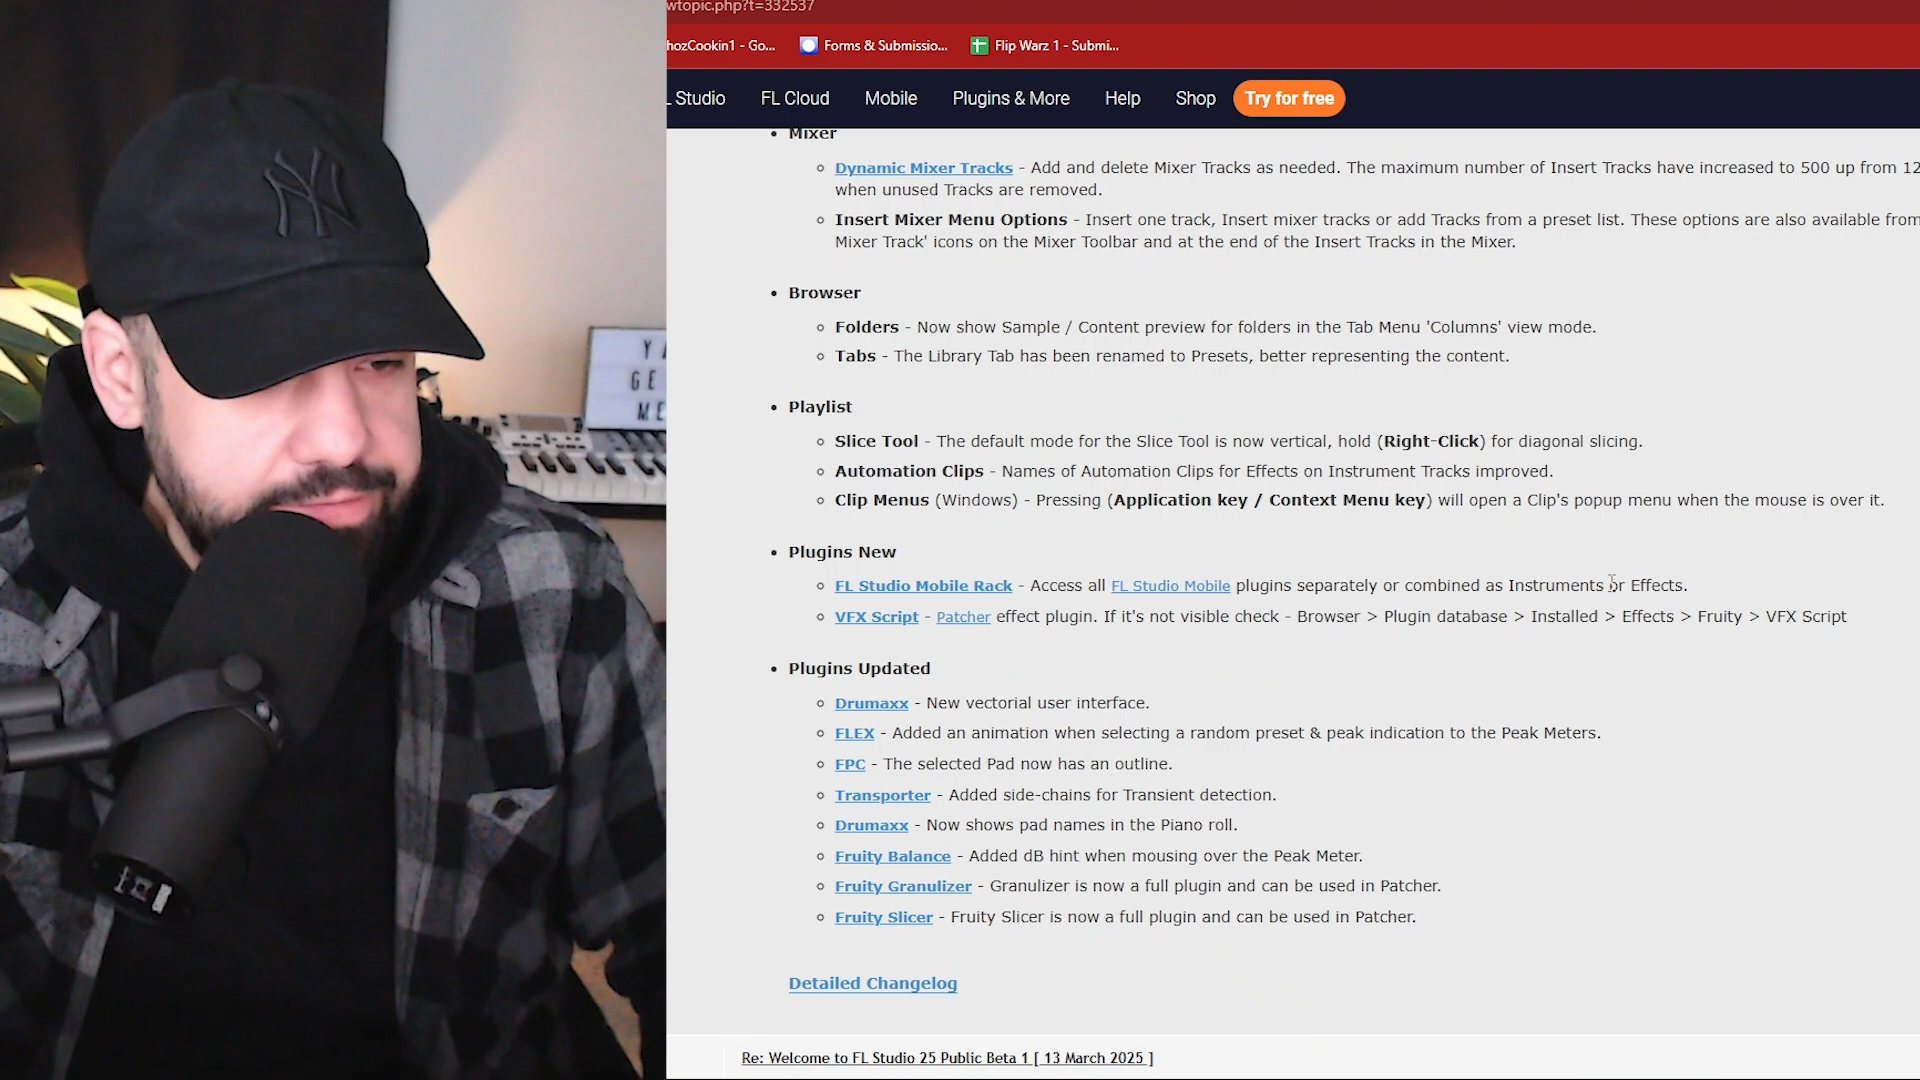 wtopic.php?t=332537
hozCookin1 - Go... Forms & Submissio... Flip Warz 1 - Submi...
Studio FL Cloud Mobile Plugins & More Help Shop Try for free
• Mixer
◦ Dynamic Mixer Tracks - Add and delete Mixer Tracks as needed. The maximum number of Insert Tracks have increased to 500 up from 12
when unused Tracks are removed.
◦ Insert Mixer Menu Options - Insert one track, Insert mixer tracks or add Tracks from a preset list. These options are also available from
Mixer Track' icons on the Mixer Toolbar and at the end of the Insert Tracks in the Mixer.
• Browser
◦ Folders - Now show Sample / Content preview for folders in the Tab Menu 'Columns' view mode.
◦ Tabs - The Library Tab has been renamed to Presets, better representing the content.
• Playlist
◦ Slice Tool - The default mode for the Slice Tool is now vertical, hold (Right-Click) for diagonal slicing.
◦ Automation Clips - Names of Automation Clips for Effects on Instrument Tracks improved.
◦ Clip Menus (Windows) - Pressing (Application key / Context Menu key) will open a Clip's popup menu when the mouse is over it.
• Plugins New
◦ FL Studio Mobile Rack - Access all FL Studio Mobile plugins separately or combined as Instruments or Effects.
◦ VFX Script - Patcher effect plugin. If it's not visible check - Browser > Plugin database > Installed > Effects > Fruity > VFX Script
• Plugins Updated
◦ Drumaxx - New vectorial user interface.
◦ FLEX - Added an animation when selecting a random preset & peak indication to the Peak Meters.
◦ FPC - The selected Pad now has an outline.
◦ Transporter - Added side-chains for Transient detection.
◦ Drumaxx - Now shows pad names in the Piano roll.
◦ Fruity Balance - Added dB hint when mousing over the Peak Meter.
◦ Fruity Granulizer - Granulizer is now a full plugin and can be used in Patcher.
◦ Fruity Slicer - Fruity Slicer is now a full plugin and can be used in Patcher.
Detailed Changelog
Re: Welcome to FL Studio 25 Public Beta 1 [ 13 March 2025 ]
NY
YA
GE
ME